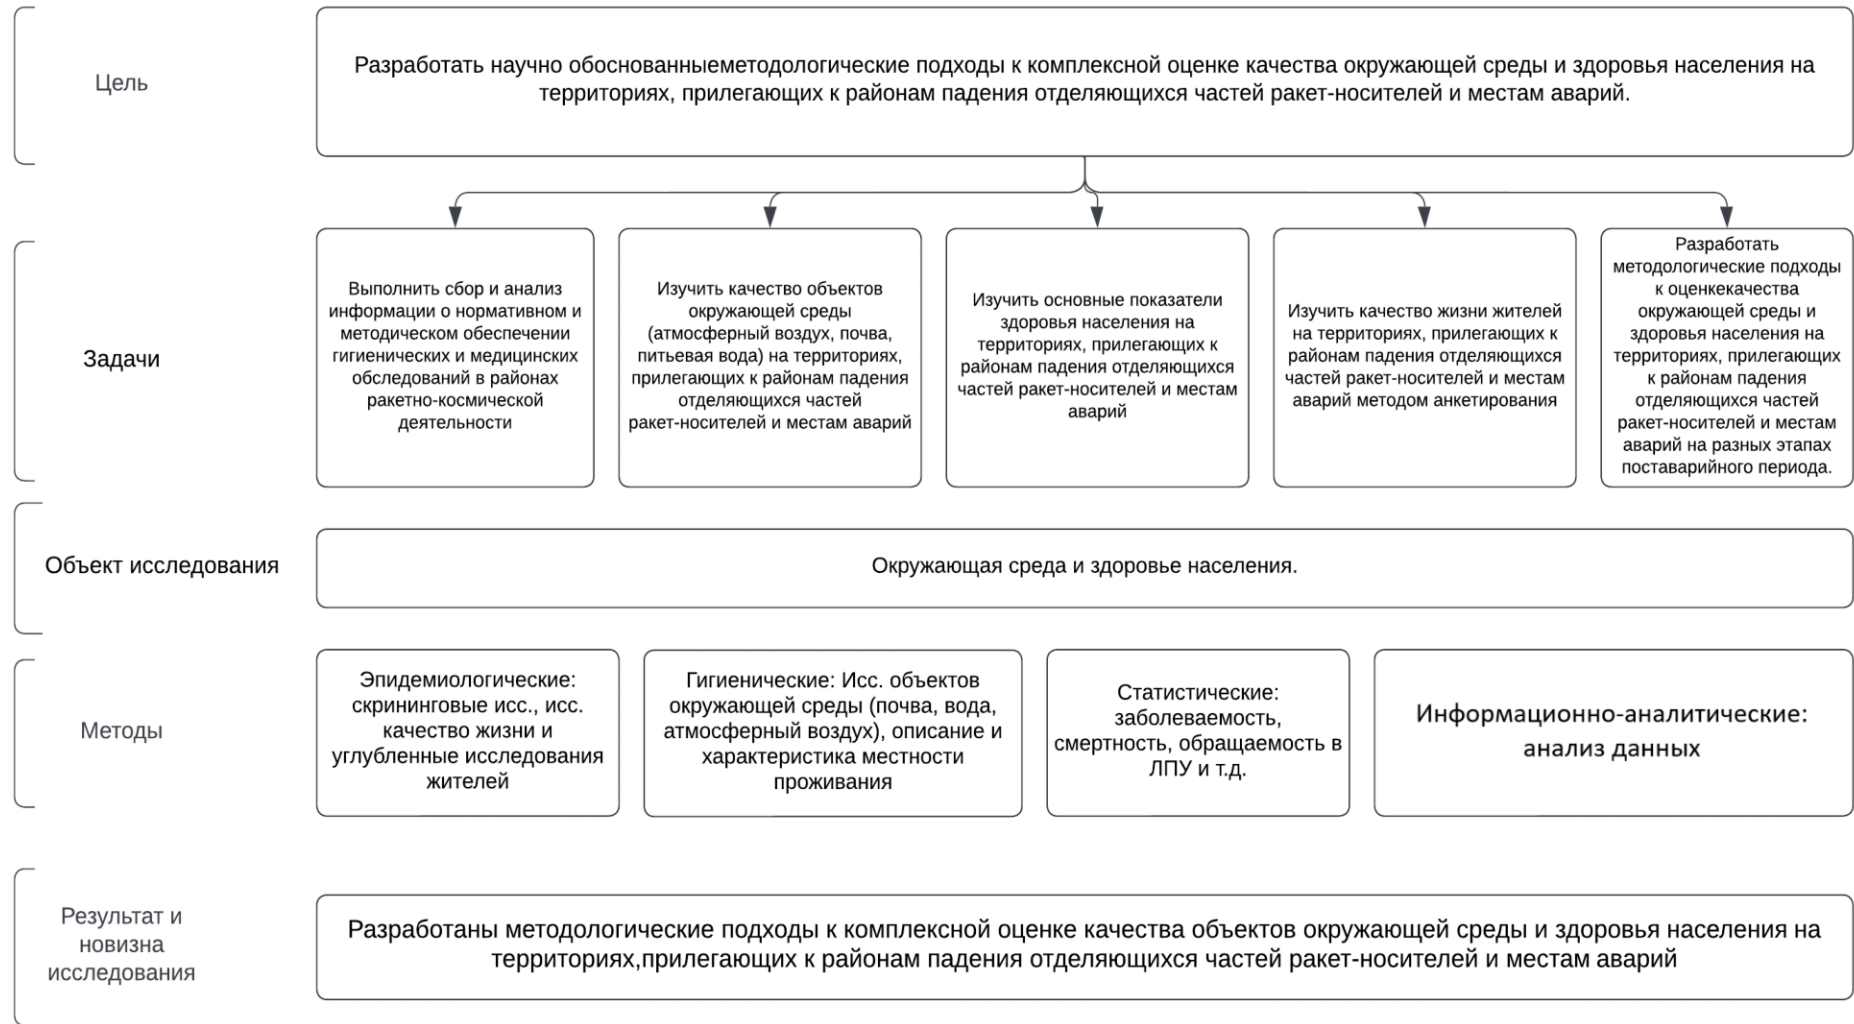 Цель
Разработать научно обоснованныеметодологические подходы к комплексной оценке качества окружающей среды и здоровья населения на
территориях, прилегающих к районам падения отделяющихся частей ракет-носителей и местам аварий.
Задачи
Выполнить сбор и анализ
информации о нормативном и
методическом обеспечении
гигиенических и медицинских
обследований в районах
ракетно-космической
деятельности
Изучить качество объектов
окружающей среды
(атмосферный воздух, почва,
питьевая вода) на территориях,
прилегающих к районам падения
отделяющихся частей
ракет-носителей и местам аварий
Изучить основные показатели
здоровья населения на
территориях, прилегающих к
районам падения отделяющихся
частей ракет-носителей и местам
аварий
Изучить качество жизни жителей
на территориях, прилегающих к
районам падения отделяющихся
частей ракет-носителей и местам
аварий методом анкетирования
Разработать
методологические подходы
к оценкекачества
окружающей среды и
здоровья населения на
территориях, прилегающих
к районам падения
отделяющихся частей
ракет-носителей и местам
аварий на разных этапах
поставарийного периода.
Объект исследования
Окружающая среда и здоровье населения.
Методы
Эпидемиологические:
скрининговые исс., исс.
качество жизни и
углубленные исследования
жителей
Гигиенические: Исс. объектов
окружающей среды (почва, вода,
атмосферный воздух), описание и
характеристика местности
проживания
Статистические:
заболеваемость,
смертность, обращаемость в
ЛПУ и т.д.
Информационно-аналитические:
анализ данных
Результат и
новизна
исследования
Разработаны методологические подходы к комплексной оценке качества объектов окружающей среды и здоровья населения на
территориях,прилегающих к районам падения отделяющихся частей ракет-носителей и местам аварий